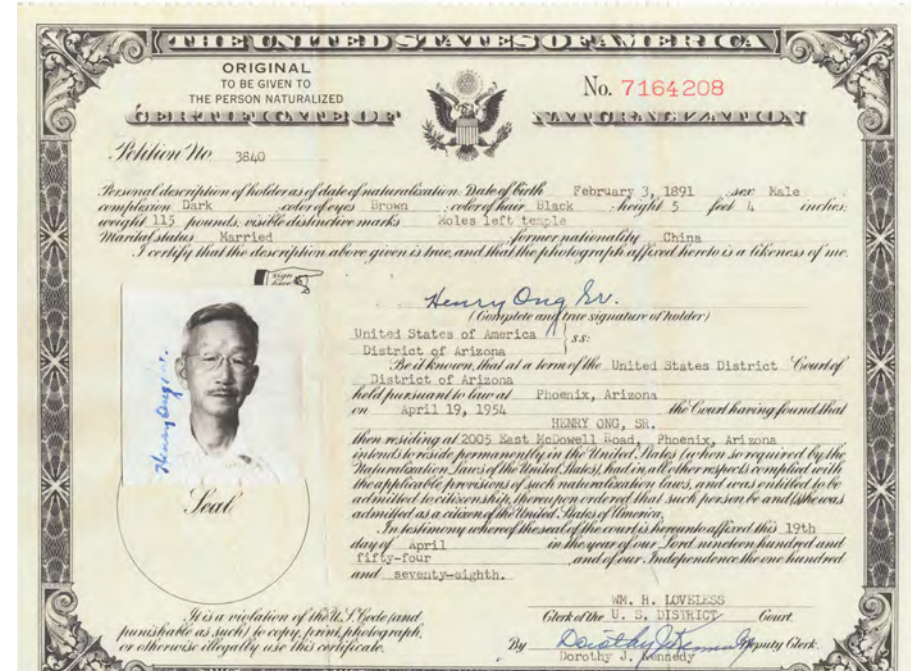 THE UNITED STATES OF AMERICA
ORIGINAL
TO BE GIVEN TO
THE PERSON NATURALIZED
No. 7164208
CERTIFICATE OF NATURALIZATION
Petition No 3840
Personal description of holder as of date of naturalization: Date of birth February 3, 1891 ; sex Male ;
complexion Dark ; color of eyes Brown ; color of hair Black ; height 5 feet 4 inches;
weight 115 pounds; visible distinctive marks Moles left temple
Marital status Married ; former nationality China
I certify that the description above given is true, and that the photograph affixed hereto is a likeness of me.
sign here
Henry Ong Sr.
(Complete and true signature of holder)
Henry Ong Sr.
Seal
United States of America } ss:
District of Arizona
Be it known, that at a term of the United States District Court of
District of Arizona
held pursuant to law at Phoenix, Arizona
on April 19, 1954 the Court having found that
HENRY ONG, SR.
then residing at 2005 East McDowell Road, Phoenix, Arizona
intends to reside permanently in the United States (when so required by the
Naturalization Laws of the United States), had in all other respects complied with
the applicable provisions of such naturalization laws, and was entitled to be
admitted to citizenship, thereupon ordered that such person be and (s)he was
admitted as a citizen of the United States of America.
In testimony whereof the seal of the court is hereunto affixed this 19th
day of April in the year of our Lord nineteen hundred and
fifty-four and of our Independence the one hundred
and seventy-eighth.
It is a violation of the U.S. Code (and
punishable as such) to copy, print, photograph,
or otherwise illegally use this certificate.
WM. H. LOVELESS
Clerk of the U. S. DISTRICT Court.
By Dorothy J. Kennedy Deputy Clerk.
Dorothy J. Kennedy